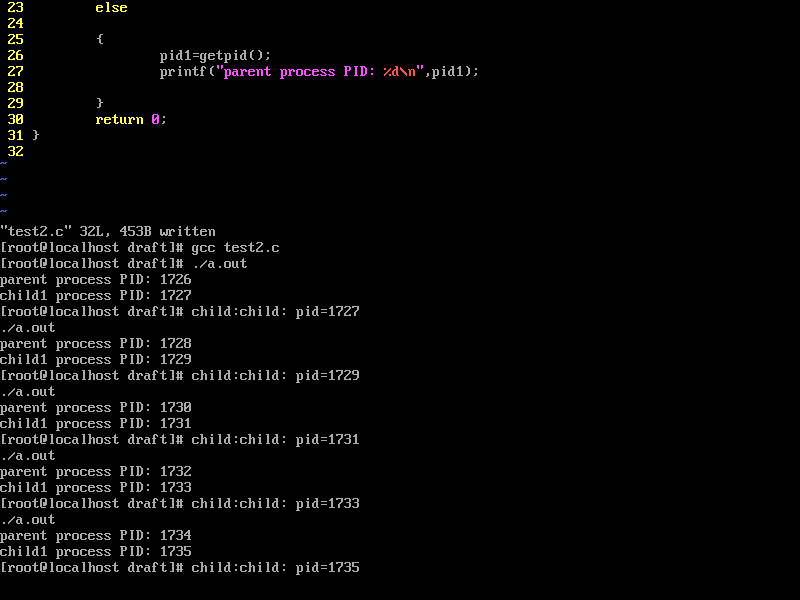 23 else
24
25 {
26 pid1=getpid();
27 printf("parent process PID: %d\n",pid1);
28
29 }
30 return 0;
31 }
32
~
~
~
~
"test2.c" 32L, 453B written
[root@localhost draft]# gcc test2.c
[root@localhost draft]# ./a.out
parent process PID: 1726
child1 process PID: 1727
[root@localhost draft]# child:child: pid=1727
./a.out
parent process PID: 1728
child1 process PID: 1729
[root@localhost draft]# child:child: pid=1729
./a.out
parent process PID: 1730
child1 process PID: 1731
[root@localhost draft]# child:child: pid=1731
./a.out
parent process PID: 1732
child1 process PID: 1733
[root@localhost draft]# child:child: pid=1733
./a.out
parent process PID: 1734
child1 process PID: 1735
[root@localhost draft]# child:child: pid=1735